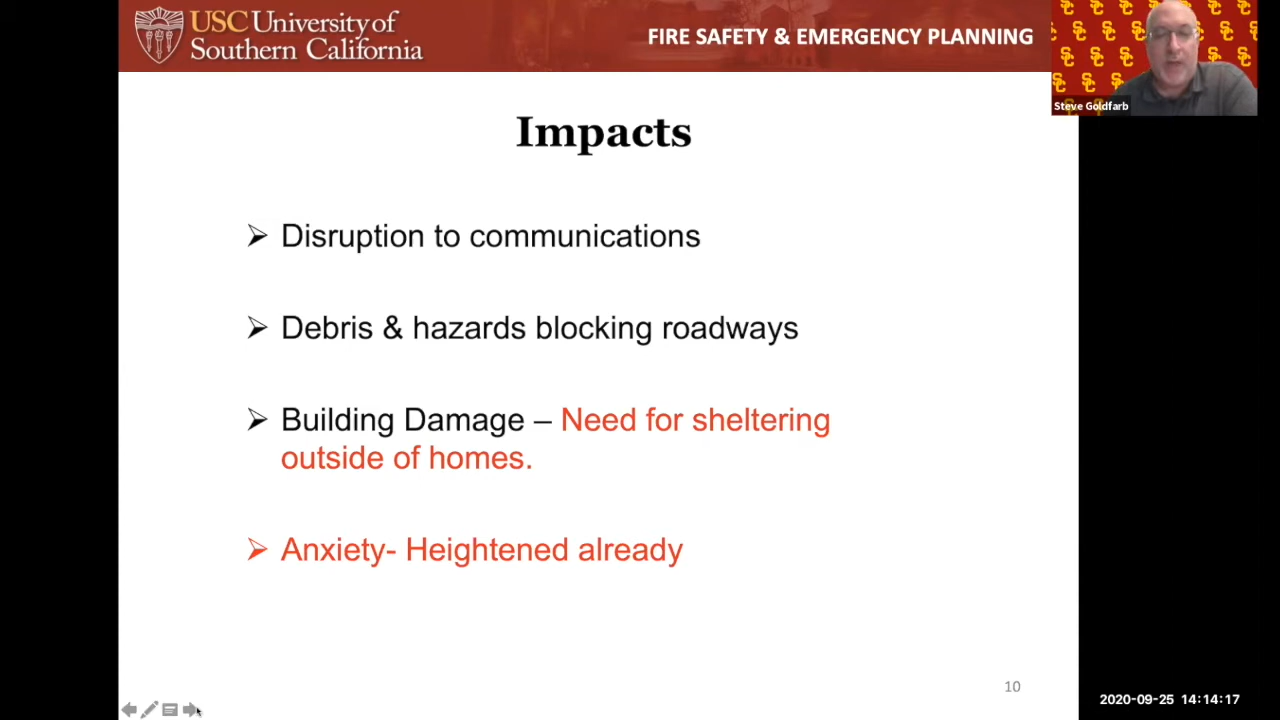 USC University of
Southern California
FIRE SAFETY & EMERGENCY PLANNING
Steve Goldfarb
Impacts
Disruption to communications
Debris & hazards blocking roadways
Building Damage – Need for sheltering
outside of homes.
Anxiety- Heightened already
10
2020-09-25 14:14:17